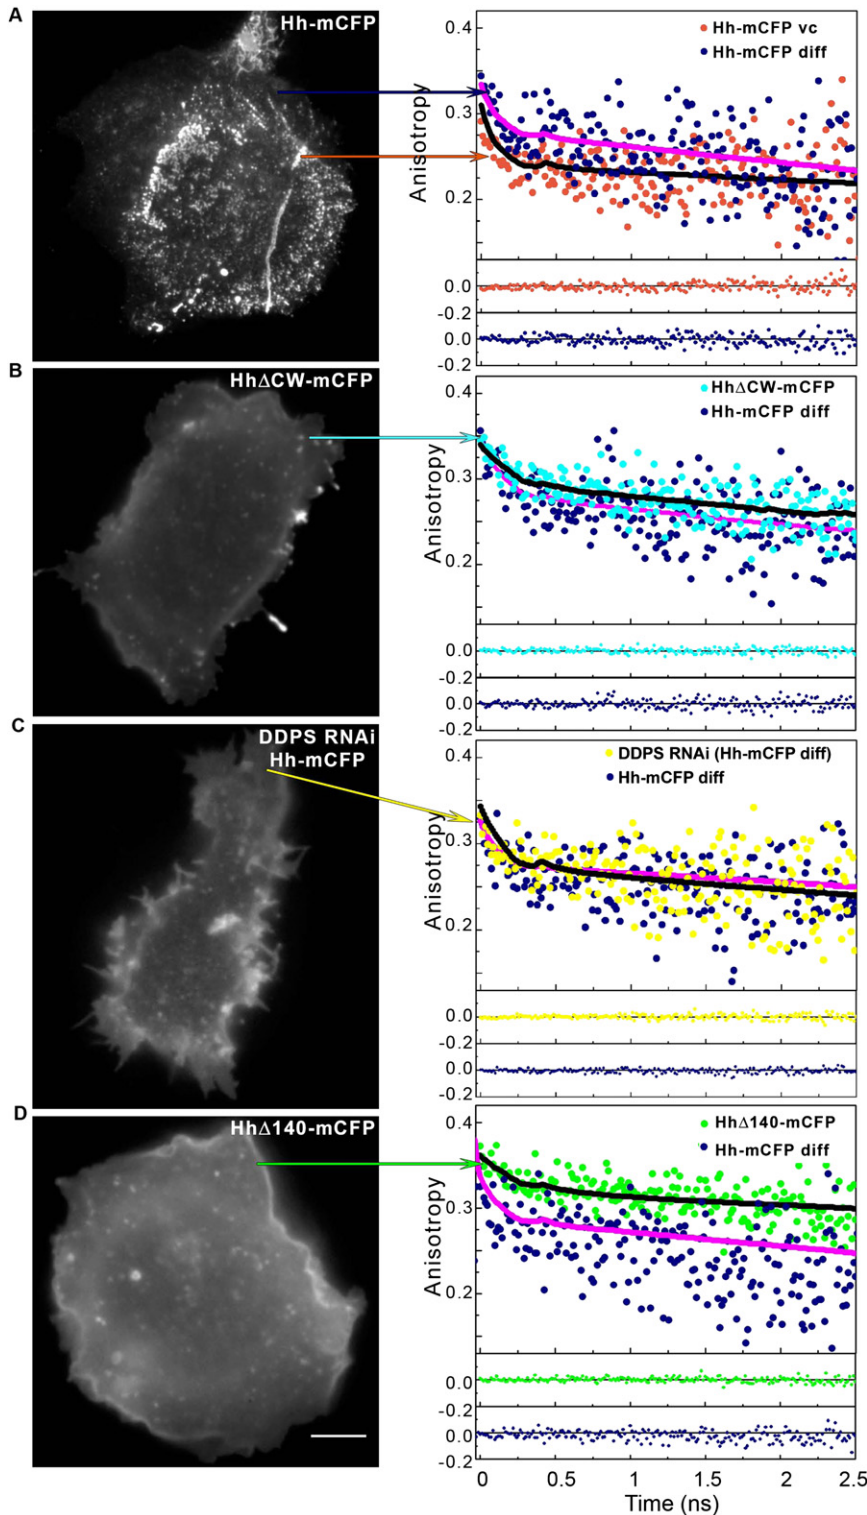 A
Hh-mCFP
Hh-mCFP vc
Hh-mCFP diff
Anisotropy
0.3
0.2
0.0
-0.2
0.0
-0.2
B
HhΔCW-mCFP
HhΔCW-mCFP
Hh-mCFP diff
Anisotropy
0.4
0.3
0.2
0.0
-0.2
0.0
-0.2
C
DDPS RNAi
Hh-mCFP
DDPS RNAi (Hh-mCFP diff)
Hh-mCFP diff
Anisotropy
0.4
0.3
0.2
0.0
-0.2
0.0
-0.2
D
HhΔ140-mCFP
HhΔ140-mCFP
Hh-mCFP diff
Anisotropy
0.4
0.3
0.2
0.0
-0.2
0.0
-0.2
0 0.5 1 1.5 2 2.5
Time (ns)